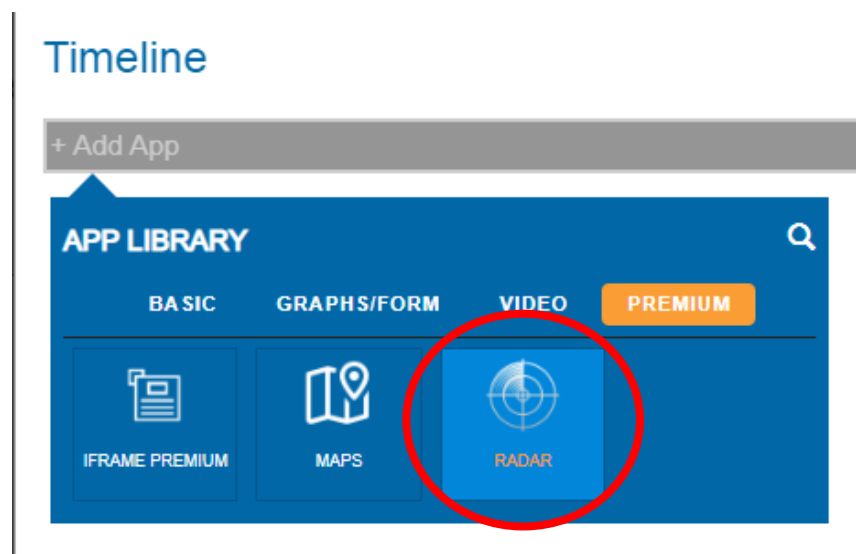 Timeline
+ Add App
APP LIBRARY
BASIC GRAPHS/FORM VIDEO PREMIUM
IFRAME PREMIUM MAPS RADAR